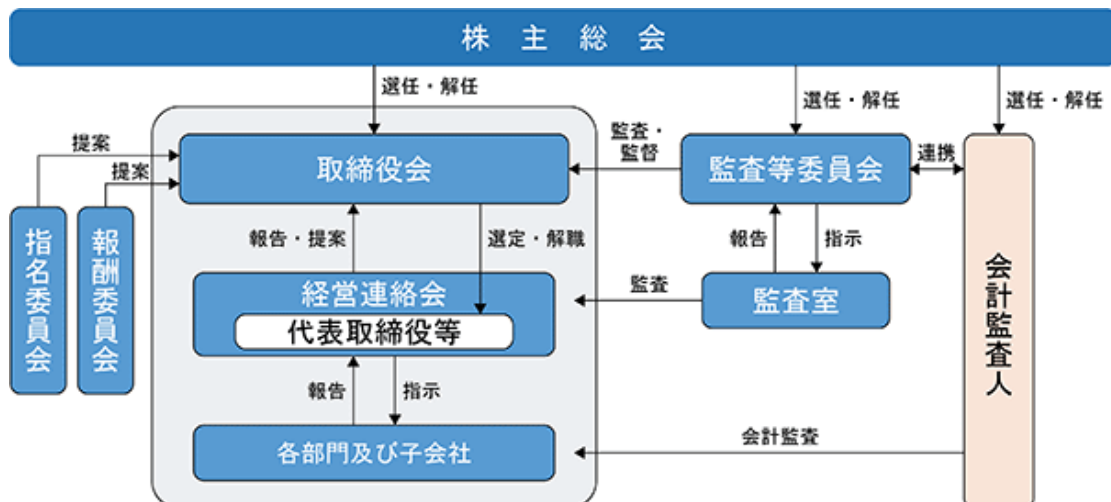 株主総会
選任・解任
選任・解任
選任・解任
提案
提案
取締役会
監査・
監督
監査等委員会
連携
指名委員会
報酬委員会
報告・提案
選定・解職
報告
指示
経営連絡会
代表取締役等
監査
監査室
会計監査人
報告
指示
各部門及び子会社
会計監査